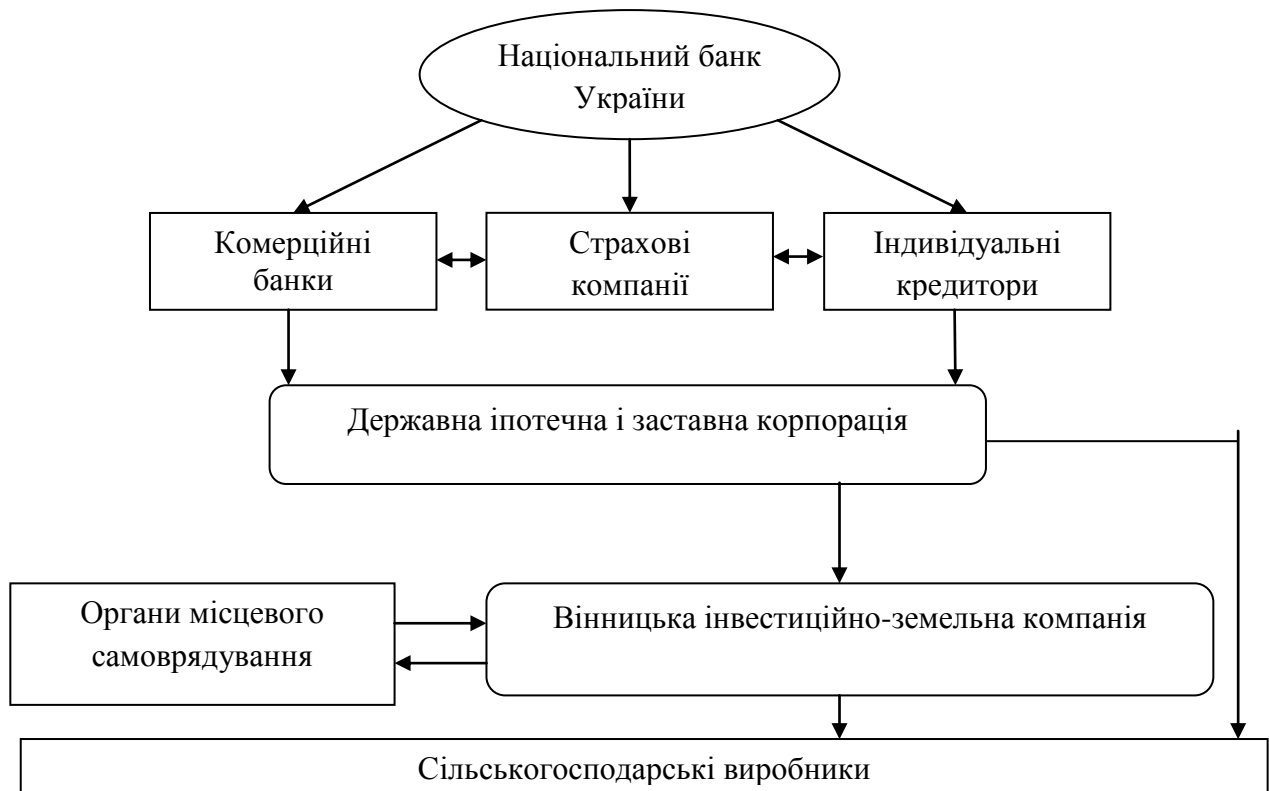 Національний банк
України
Комерційні
банки
Страхові
компанії
Індивідуальні
кредитори
Державна іпотечна і заставна корпорація
Органи місцевого
самоврядування
Вінницька інвестиційно-земельна компанія
Сільськогосподарські виробники